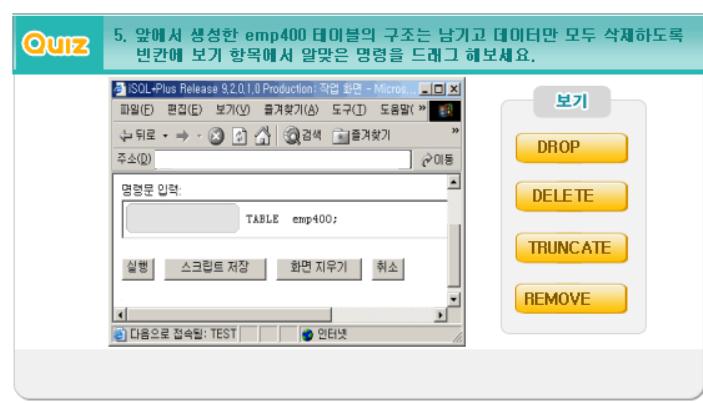 QUIZ
5. 앞에서 생성한 emp400 테이블의 구조는 남기고 데이터만 모두 삭제하도록
빈칸에 보기 항목에서 알맞은 명령을 드래그 해보세요.
iSQL*Plus Release 9,2,0,1,0 Production: 작업 화면 - Micros...
파일(F) 편집(E) 보기(V) 즐겨찾기(A) 도구(T) 도움말( »
뒤로 검색 즐겨찾기 »
주소(D) 이동
명령문 입력:
TABLE emp400;
실행 스크립트 저장 화면 지우기 취소
다음으로 접속됨: TEST 인터넷
보기
DROP
DELETE
TRUNCATE
REMOVE